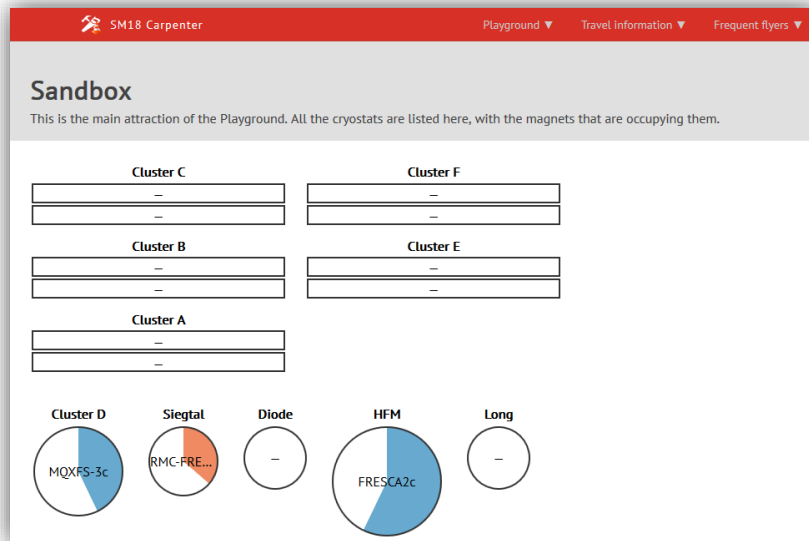 SM18 Carpenter Playground ▼ Travel information ▼ Frequent flyers ▼
Sandbox
This is the main attraction of the Playground. All the cryostats are listed here, with the magnets that are occupying them.
Cluster C Cluster F
– –
– –
Cluster B Cluster E
– –
– –
Cluster A
–
–
Cluster D Siegtal Diode HFM Long
MQXFS-3c RMC-FRE... – FRESCA2c –